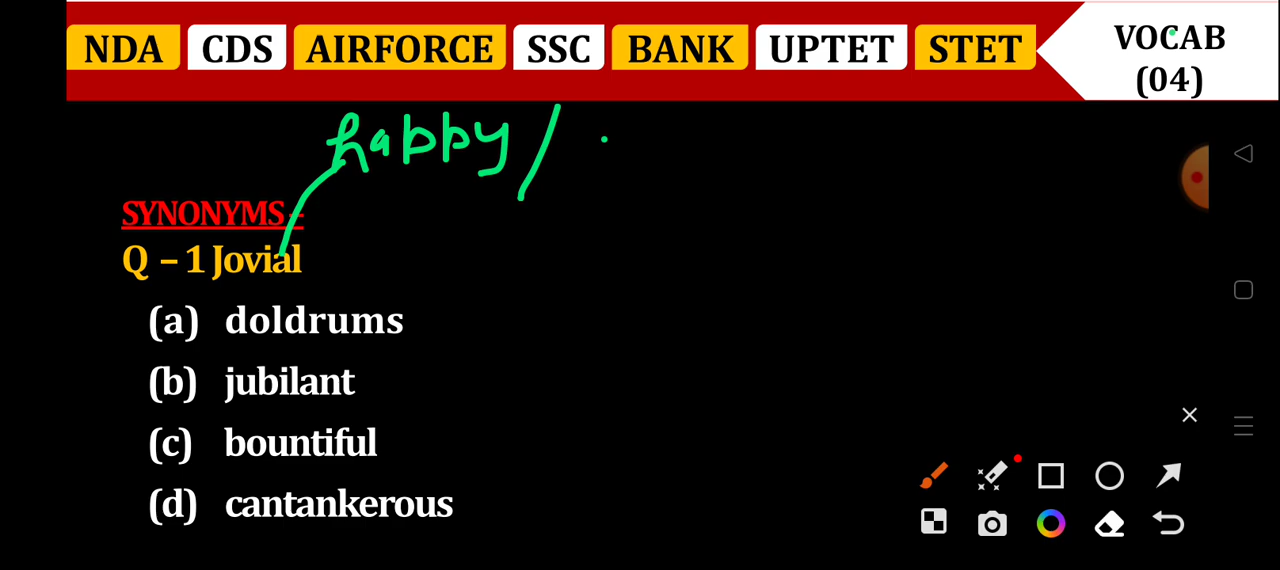 NDA CDS AIRFORCE SSC BANK UPTET STET
VOCAB
(04)
happy /
SYNONYMS :-
Q – 1 Jovial
(a) doldrums
(b) jubilant
(c) bountiful
(d) cantankerous